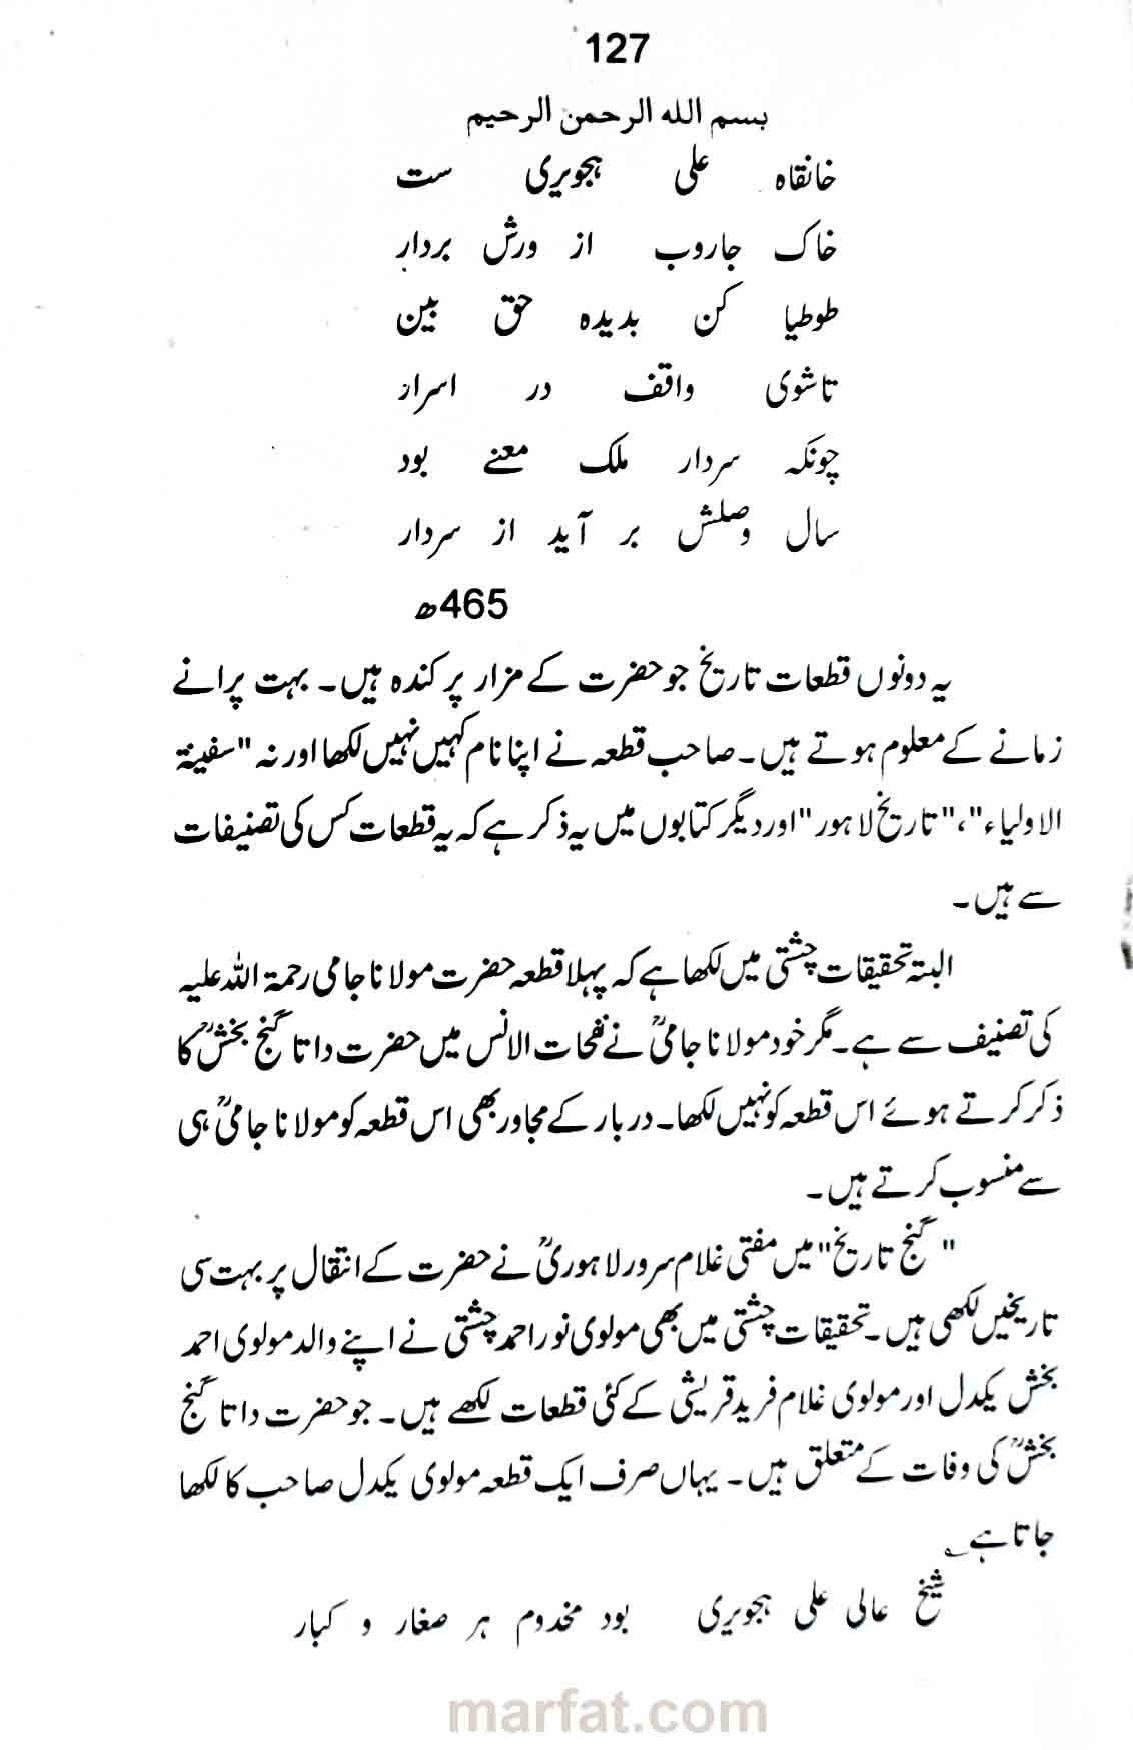 127
بسم الله الرحمن الرحيم
خانقاہ علی ہجویری ست
خاک جاروب از ورش بردار
طوطیا کن بدیدہ حق بین
تاشوی واقف در اسرار
چونکہ سردار ملک معنے بود
سال وصلش بر آید از سردار
465ھ
یہ دونوں قطعات تاریخ جو حضرت کے مزار پر کندہ ہیں۔ بہت پرانے
زمانے کے معلوم ہوتے ہیں۔ صاحب قطعہ نے اپنا نام کہیں نہیں لکھا اور نہ "سفینۃ
الاولیاء"، "تاریخ لاہور" اور دیگر کتابوں میں یہ ذکر ہے کہ یہ قطعات کس کی تصنیفات
سے ہیں۔
البتہ تحقیقات چشتی میں لکھا ہے کہ پہلا قطعہ حضرت مولانا جامی رحمۃ اللہ علیہ
کی تصنیف سے ہے۔ مگر خود مولانا جامیؒ نے نفحات الانس میں حضرت داتا گنج بخشؒ کا
ذکر کرتے ہوئے اس قطعہ کو نہیں لکھا۔ دربار کے مجاور بھی اس قطعہ کو مولانا جامیؒ ہی
سے منسوب کرتے ہیں۔
"گنج تاریخ" میں مفتی غلام سرور لاہوریؒ نے حضرت کے انتقال پر بہت سی
تاریخیں لکھی ہیں۔ تحقیقات چشتی میں بھی مولوی نور احمد چشتی نے اپنے والد مولوی احمد
بخش یکدل اور مولوی غلام فرید قریشی کے کئی قطعات لکھے ہیں۔ جو حضرت داتا گنج
بخشؒ کی وفات کے متعلق ہیں۔ یہاں صرف ایک قطعہ مولوی یکدل صاحب کا لکھا
جاتا ہے؎
شیخ عالی علی ہجویری بود مخدوم ہر صغار و کبار
marfat.com